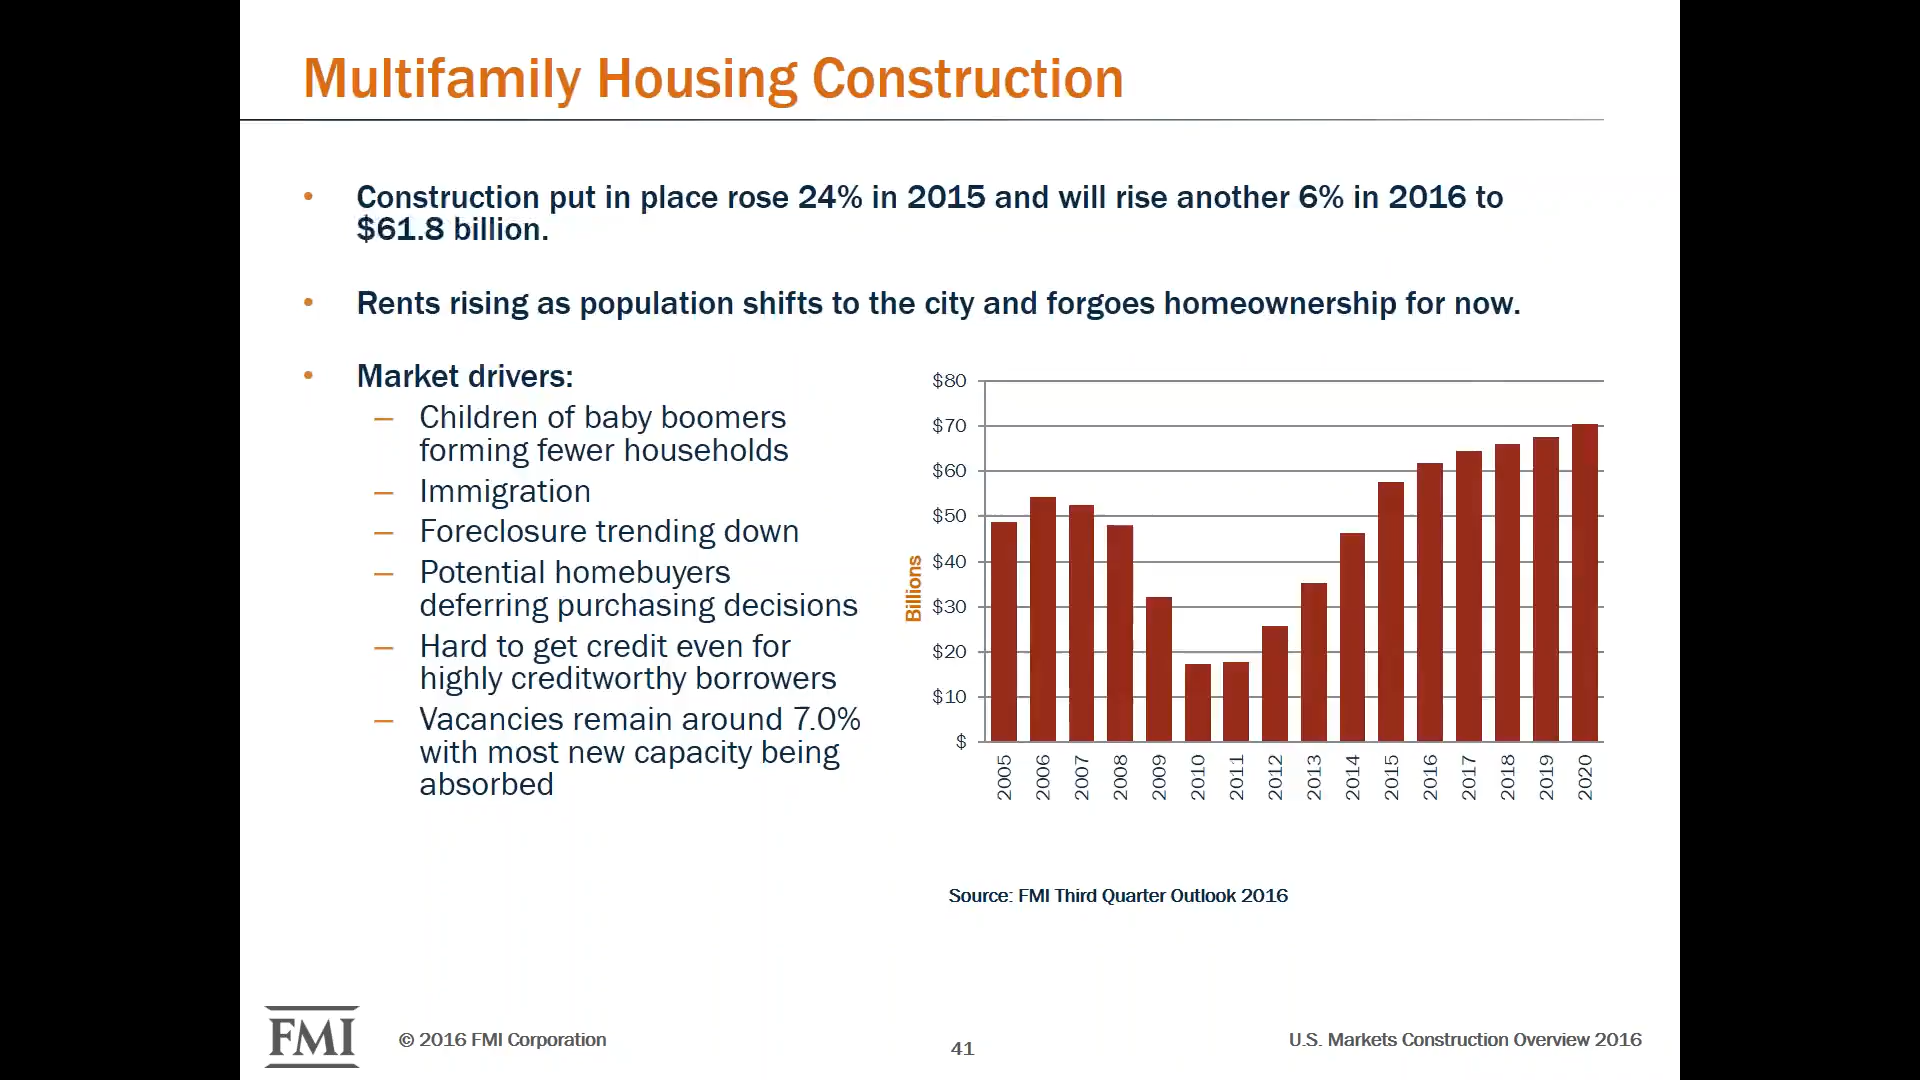 Multifamily Housing Construction
• Construction put in place rose 24% in 2015 and will rise another 6% in 2016 to
$61.8 billion.
• Rents rising as population shifts to the city and forgoes homeownership for now.
• Market drivers:
– Children of baby boomers
forming fewer households
– Immigration
– Foreclosure trending down
– Potential homebuyers
deferring purchasing decisions
– Hard to get credit even for
highly creditworthy borrowers
– Vacancies remain around 7.0%
with most new capacity being
absorbed
Billions
$80
$70
$60
$50
$40
$30
$20
$10
$
2005
2006
2007
2008
2009
2010
2011
2012
2013
2014
2015
2016
2017
2018
2019
2020
Source: FMI Third Quarter Outlook 2016
FMI
© 2016 FMI Corporation
41
U.S. Markets Construction Overview 2016